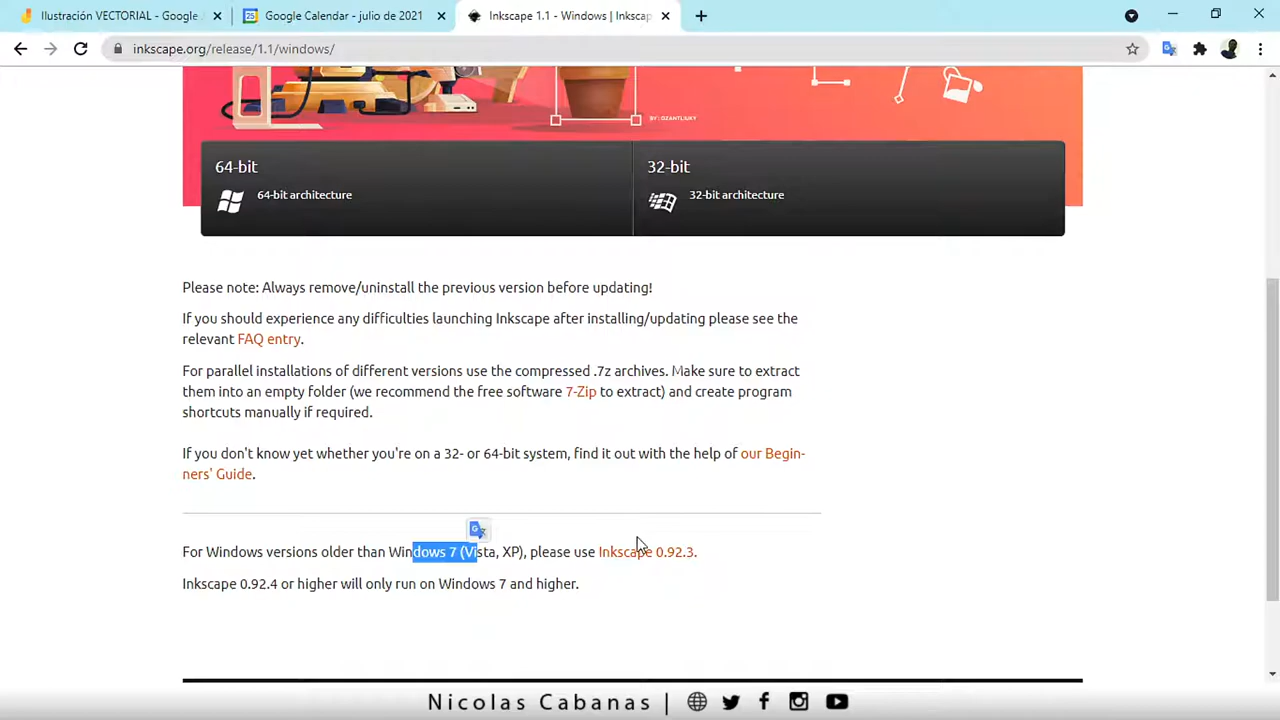 Ilustración VECTORIAL - Google J
Google Calendar - julio de 2021
Inkscape 1.1 - Windows | Inkscap
inkscape.org/release/1.1/windows/
BY: OZANTLIUKY
64-bit
64-bit architecture
32-bit
32-bit architecture
Please note: Always remove/uninstall the previous version before updating!
If you should experience any difficulties launching Inkscape after installing/updating please see the
relevant FAQ entry.
For parallel installations of different versions use the compressed .7z archives. Make sure to extract
them into an empty folder (we recommend the free software 7-Zip to extract) and create program
shortcuts manually if required.
If you don't know yet whether you're on a 32- or 64-bit system, find it out with the help of our Begin-
ners' Guide.
For Windows versions older than Windows 7 (Vista, XP), please use Inkscape 0.92.3.
Inkscape 0.92.4 or higher will only run on Windows 7 and higher.
Nicolas Cabanas |